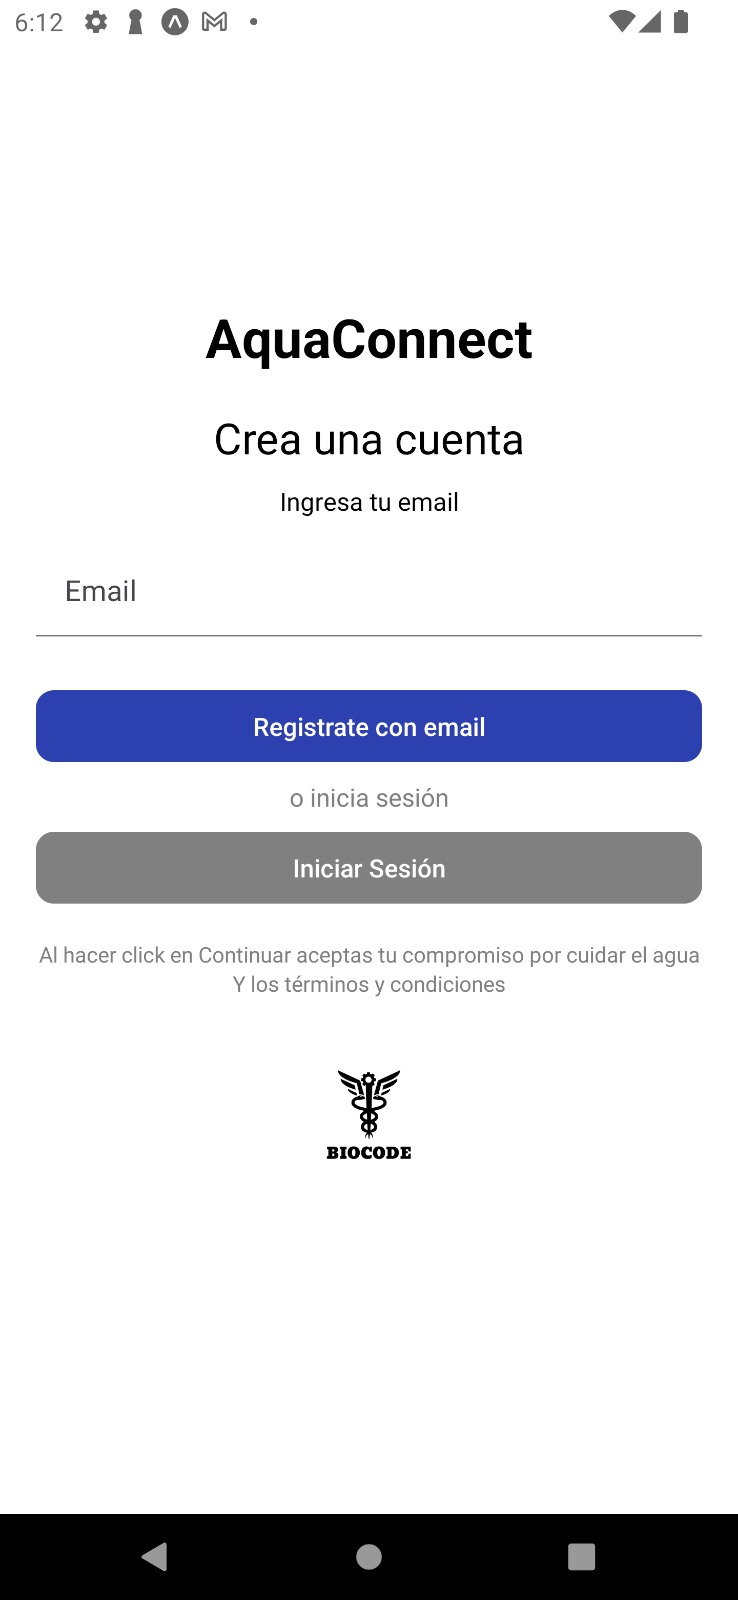 6:12
AquaConnect
Crea una cuenta
Ingresa tu email
Email
Registrate con email
o inicia sesión
Iniciar Sesión
Al hacer click en Continuar aceptas tu compromiso por cuidar el agua
Y los términos y condiciones
BIOCODE